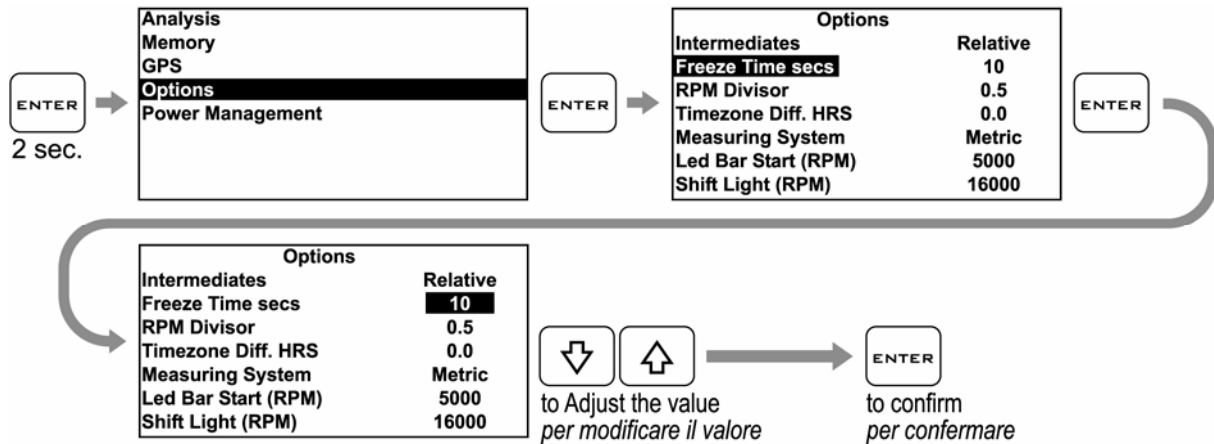 Analysis
Memory
GPS
Options
Power Management
ENTER
2 sec.
ENTER
Options
Intermediates Relative
Freeze Time secs 10
RPM Divisor 0.5
Timezone Diff. HRS 0.0
Measuring System Metric
Led Bar Start (RPM) 5000
Shift Light (RPM) 16000
ENTER
Options
Intermediates Relative
Freeze Time secs 10
RPM Divisor 0.5
Timezone Diff. HRS 0.0
Measuring System Metric
Led Bar Start (RPM) 5000
Shift Light (RPM) 16000
to Adjust the value
per modificare il valore
ENTER
to confirm
per confermare